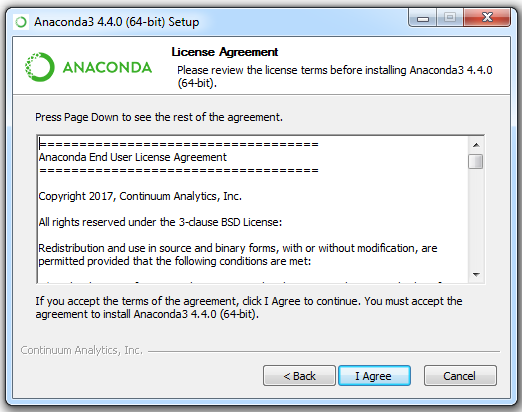 Anaconda3 4.4.0 (64-bit) Setup
License Agreement
ANACONDA
Please review the license terms before installing Anaconda3 4.4.0
(64-bit).
Press Page Down to see the rest of the agreement.
===================================
Anaconda End User License Agreement
===================================
Copyright 2017, Continuum Analytics, Inc.
All rights reserved under the 3-clause BSD License:
Redistribution and use in source and binary forms, with or without modification, are
permitted provided that the following conditions are met:
If you accept the terms of the agreement, click I Agree to continue. You must accept the
agreement to install Anaconda3 4.4.0 (64-bit).
Continuum Analytics, Inc.
< Back
I Agree
Cancel